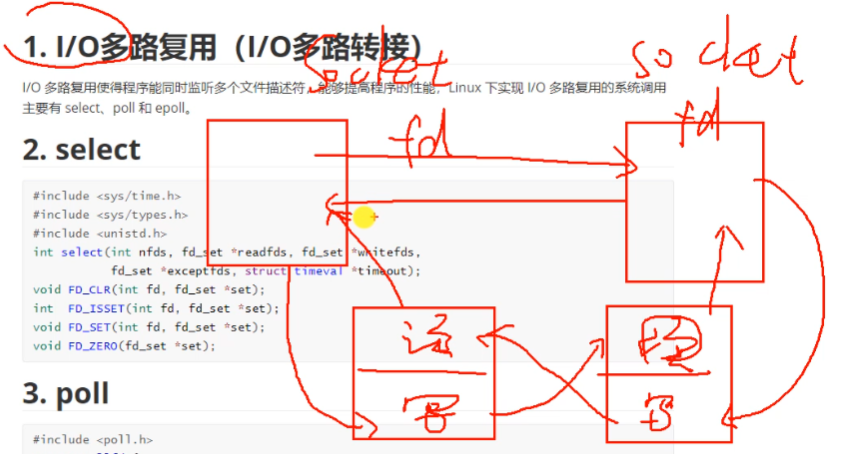 1. I/O多路复用（I/O多路转接）
socket
socket
I/O 多路复用使得程序能同时监听多个文件描述符，能够提高程序的性能，Linux 下实现 I/O 多路复用的系统调用
主要有 select、poll 和 epoll。
fd
fd
2. select
#include <sys/time.h>
#include <sys/types.h>
#include <unistd.h>
int select(int nfds, fd_set *readfds, fd_set *writefds,
fd_set *exceptfds, struct timeval *timeout);
void FD_CLR(int fd, fd_set *set);
int FD_ISSET(int fd, fd_set *set);
void FD_SET(int fd, fd_set *set);
void FD_ZERO(fd_set *set);
3. poll
#include <poll.h>